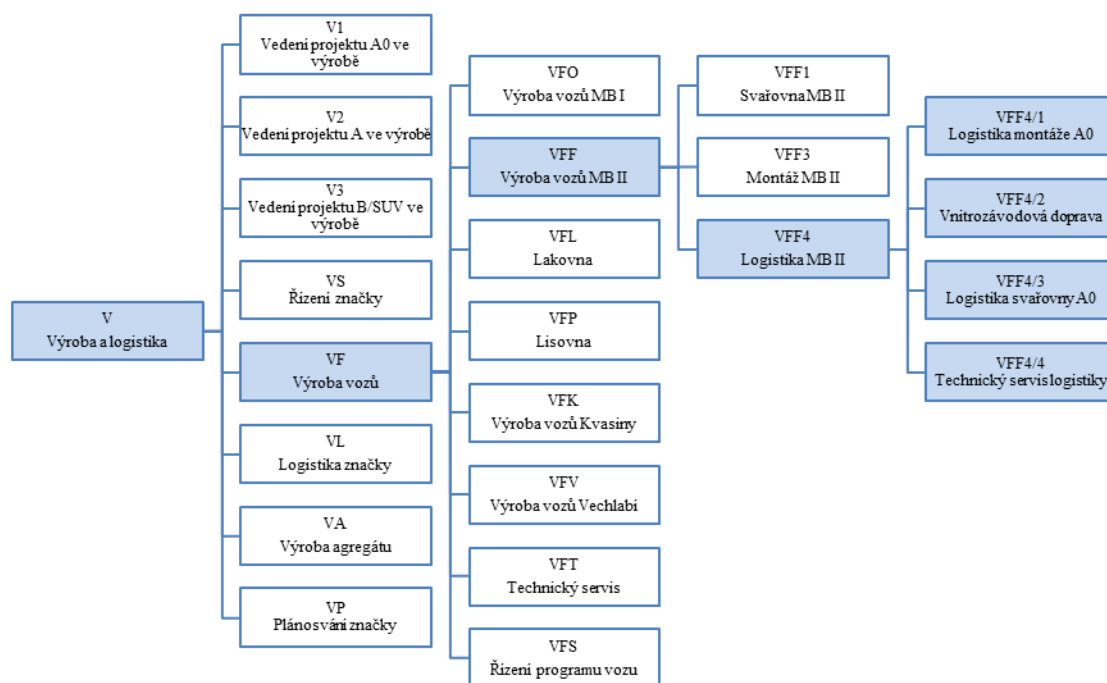 V
Výroba a logistika
V1
Vedení projektu A0 ve
výrobě
V2
Vedení projektu A ve výrobě
V3
Vedení projektu B/SUV ve
výrobě
VS
Řízení značky
VF
Výroba vozů
VL
Logistika značky
VA
Výroba agregátu
VP
Plánosvání značky
VFO
Výroba vozů MB I
VFF
Výroba vozů MB II
VFL
Lakovna
VFP
Lisovna
VFK
Výroba vozů Kvasiny
VFV
Výroba vozů Vechlabí
VFT
Technický servis
VFS
Řízení programu vozu
VFF1
Svařovna MB II
VFF3
Montáž MB II
VFF4
Logistika MB II
VFF4/1
Logistika montáže A0
VFF4/2
Vnitrozávodová doprava
VFF4/3
Logistika svařovny A0
VFF4/4
Technický servis logistiky